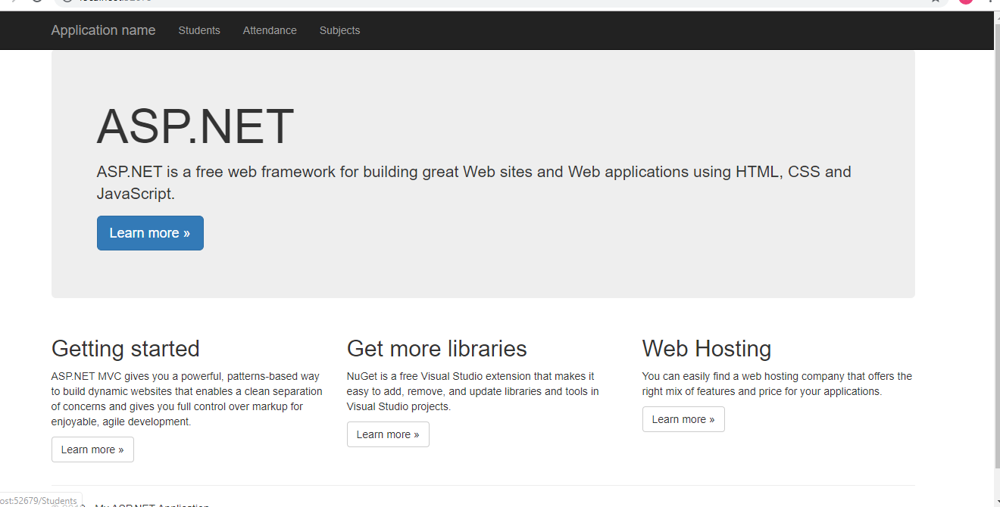 Application name
Students
Attendance
Subjects
ASP.NET
ASP.NET is a free web framework for building great Web sites and Web applications using HTML, CSS and
JavaScript.
Learn more »
Getting started
ASP.NET MVC gives you a powerful, patterns-based way
to build dynamic websites that enables a clean separation
of concerns and gives you full control over markup for
enjoyable, agile development.
Learn more »
Get more libraries
NuGet is a free Visual Studio extension that makes it
easy to add, remove, and update libraries and tools in
Visual Studio projects.
Learn more »
Web Hosting
You can easily find a web hosting company that offers the
right mix of features and price for your applications.
Learn more »
ost:52679/Students
My ASP.NET Application